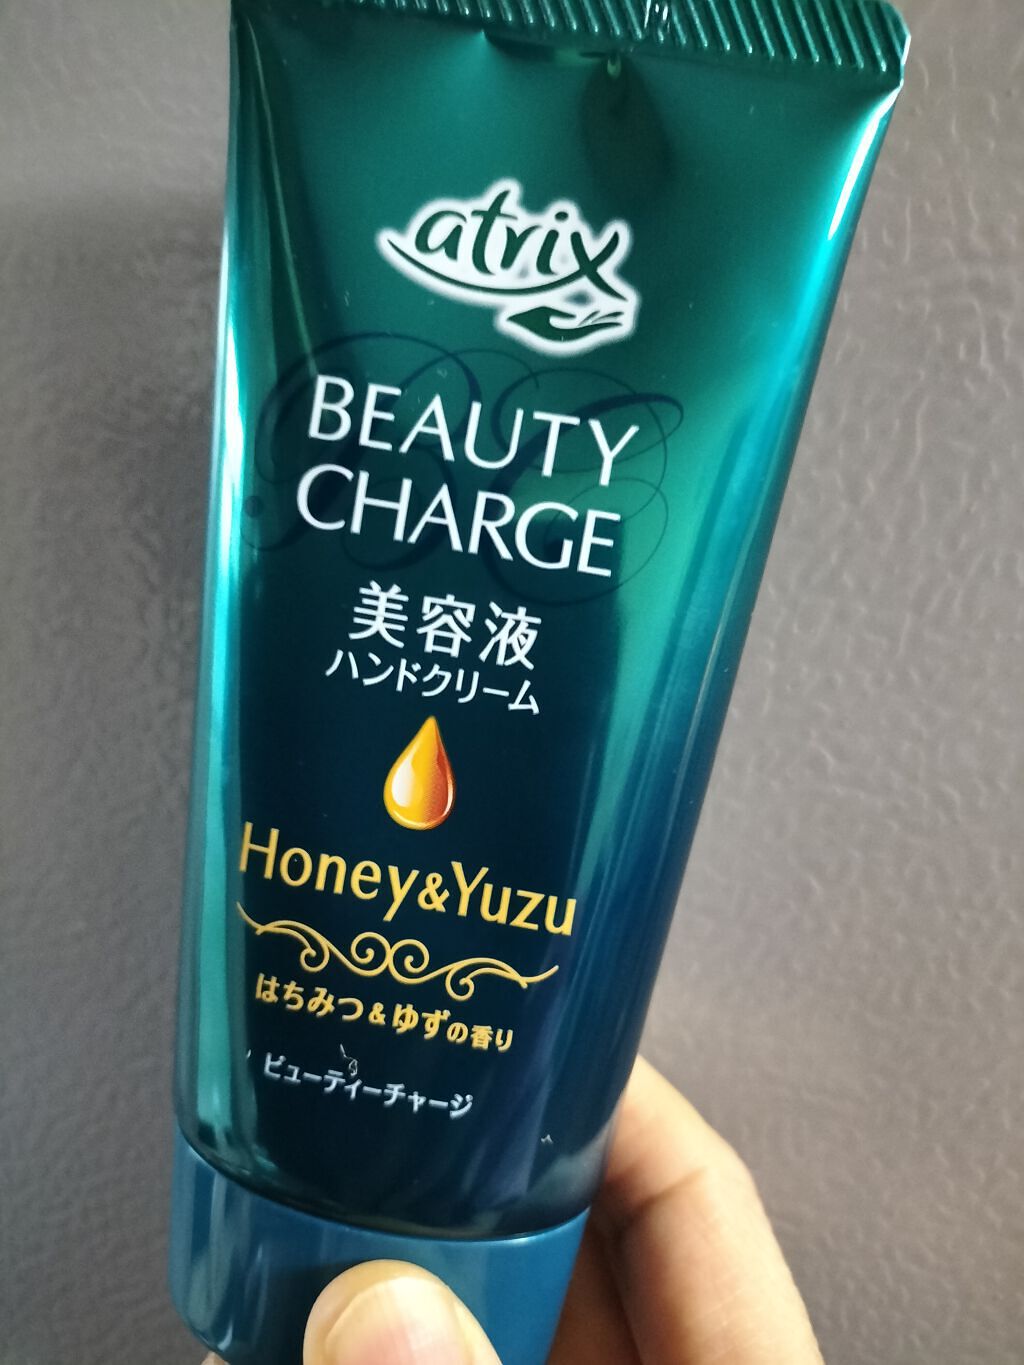 atrix
BEAUTY
CHARGE
美容液
ハンドクリーム
Honey&Yuzu
はちみつ&ゆずの香り
ビューティーチャージ